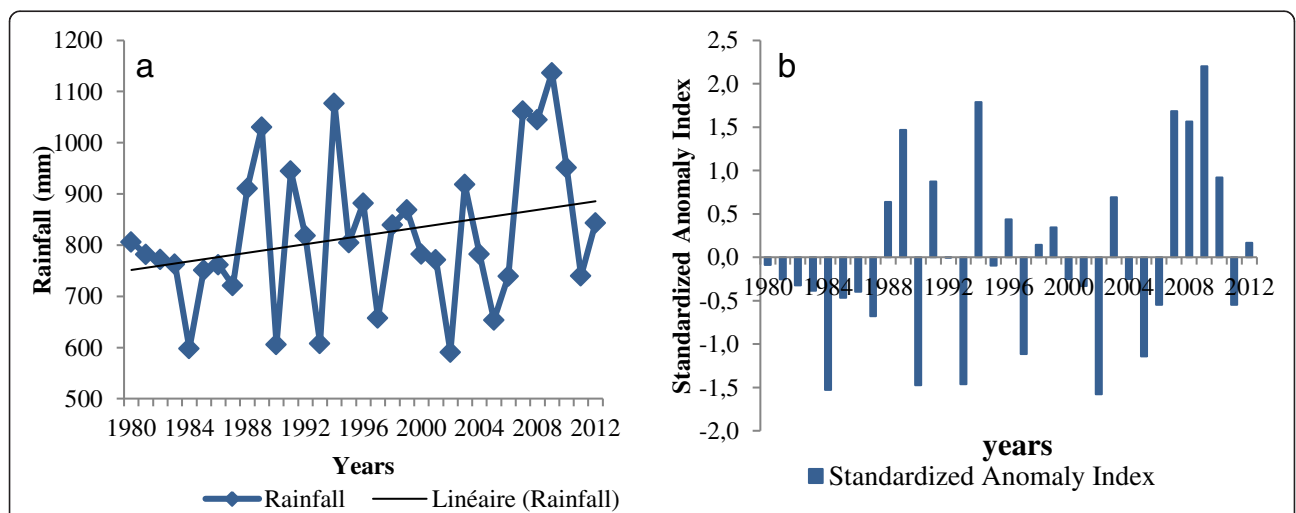 a
1200
1100
1000
900
800
700
600
500
Rainfall (mm)
1980 1984 1988 1992 1996 2000 2004 2008 2012
Years
Rainfall
Linéaire (Rainfall)
b
2,5
2,0
1,5
1,0
0,5
0,0
-0,5
-1,0
-1,5
-2,0
Standardized Anomaly Index
1980 1984 1988 1992 1996 2000 2004 2008 2012
years
Standardized Anomaly Index